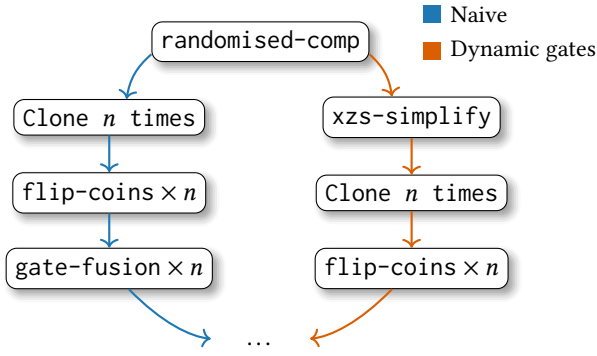 randomised-comp
Naive
Dynamic gates
Clone n times
xzs-simplify
flip-coins × n
Clone n times
gate-fusion × n
flip-coins × n
...